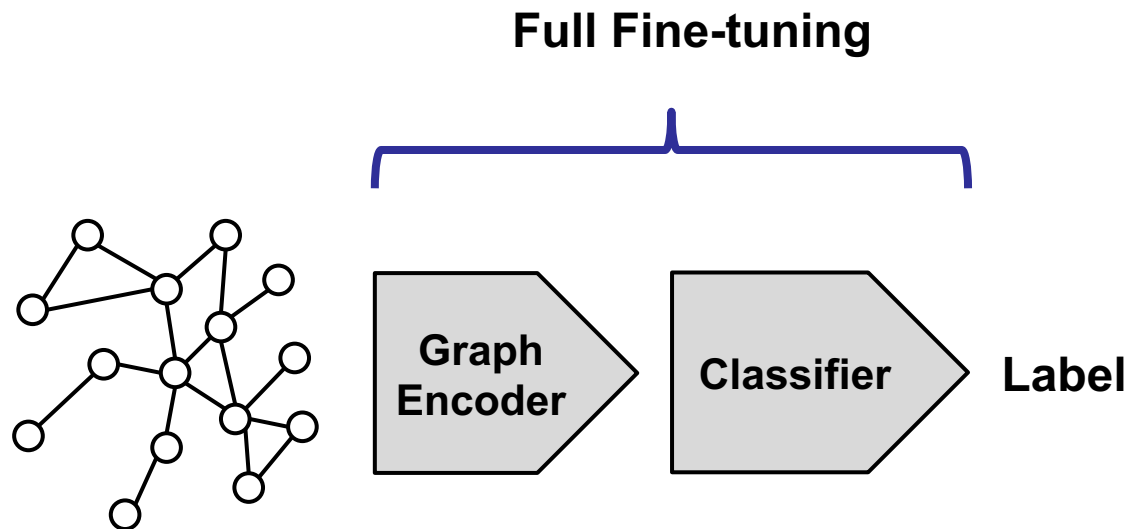 Full Fine-tuning
Graph
Encoder
Classifier
Label